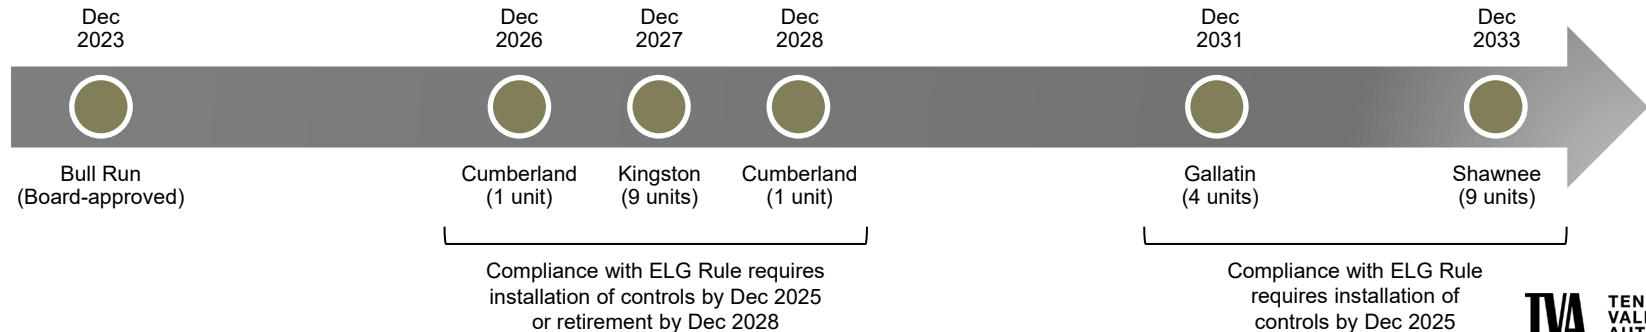 Dec
2023
Dec
2026
Dec
2027
Dec
2028
Dec
2031
Dec
2033
Bull Run
(Board-approved)
Cumberland
(1 unit)
Kingston
(9 units)
Cumberland
(1 unit)
Gallatin
(4 units)
Shawnee
(9 units)
Compliance with ELG Rule requires
installation of controls by Dec 2025
or retirement by Dec 2028
Compliance with ELG Rule
requires installation of
controls by Dec 2025
TVA